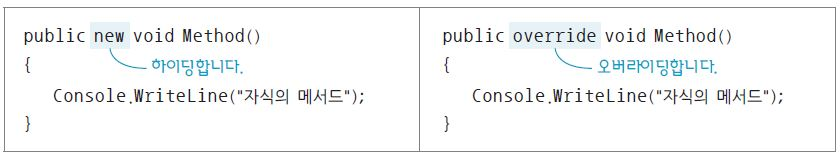 public new void Method()
하이딩합니다.
{
Console.WriteLine("자식의 메서드");
}
public override void Method()
오버라이딩합니다.
{
Console.WriteLine("자식의 메서드");
}